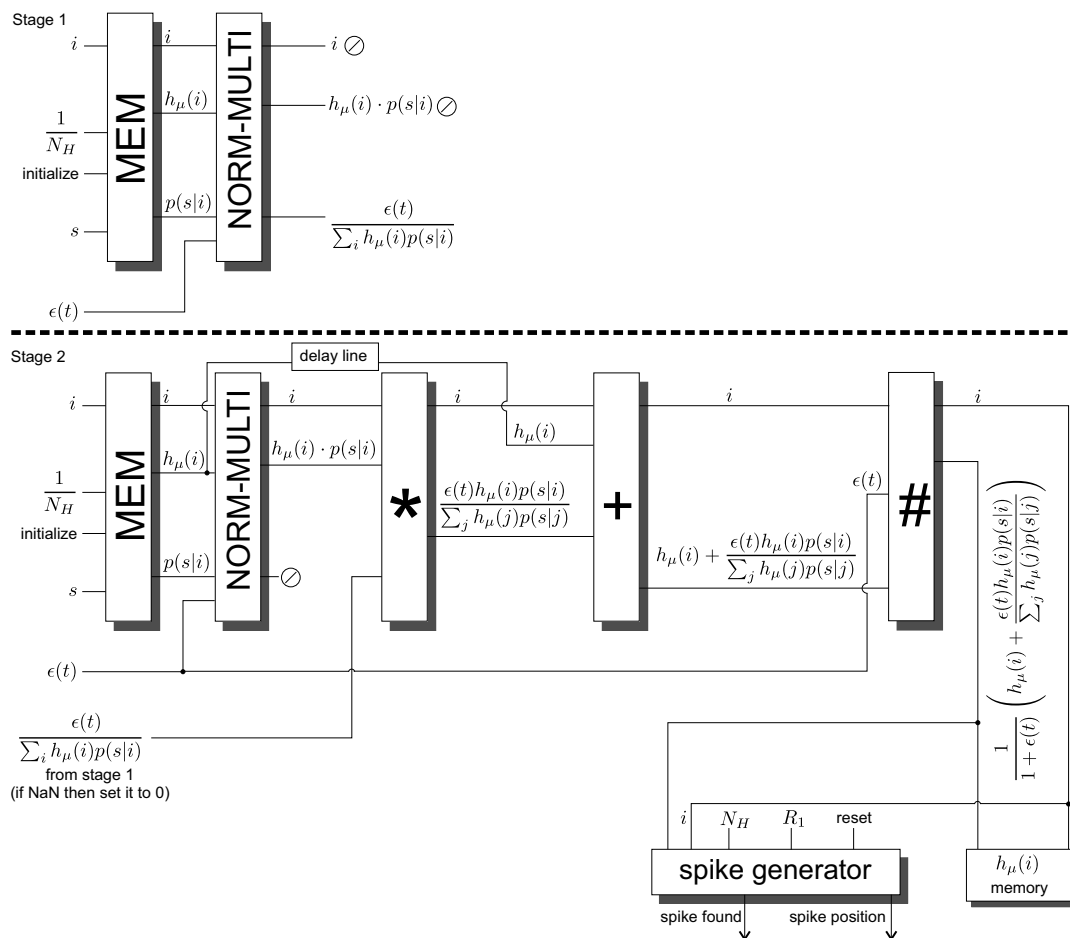 Stage 1
i
i
i
MEM
NORM-MULTI
h_μ(i)
h_μ(i) · p(s|i)
1/N_H
initialize
p(s|i)
s
ϵ(t)/∑_i h_μ(i)p(s|i)
ϵ(t)
Stage 2
delay line
i
i
i
i
i
i
MEM
NORM-MULTI
*
+
#
h_μ(i)
h_μ(i)
h_μ(i) · p(s|i)
1/N_H
ϵ(t)
ϵ(t)h_μ(i)p(s|i)/∑_j h_μ(j)p(s|j)
initialize
p(s|i)
h_μ(i) + ϵ(t)h_μ(i)p(s|i)/∑_j h_μ(j)p(s|j)
s
ϵ(t)
1/(1 + ϵ(t)) (h_μ(i) + ϵ(t)h_μ(i)p(s|i)/∑_j h_μ(j)p(s|j))
ϵ(t)/∑_i h_μ(i)p(s|i)
from stage 1
(if NaN then set it to 0)
i
N_H
R_1
reset
spike generator
h_μ(i)
memory
spike found
spike position